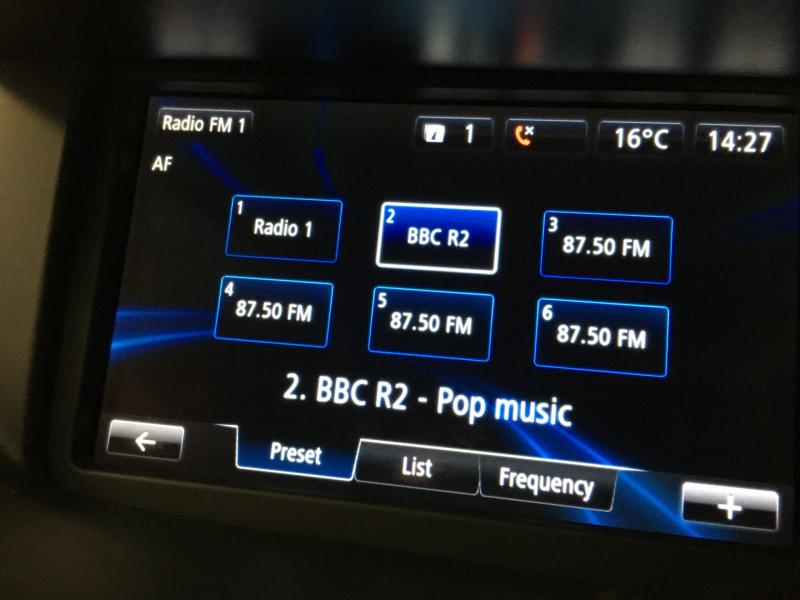 Radio FM 1
1
16°C
14:27
AF
1 Radio 1
2 BBC R2
3 87.50 FM
4 87.50 FM
5 87.50 FM
6 87.50 FM
2. BBC R2 - Pop music
Preset
List
Frequency
+